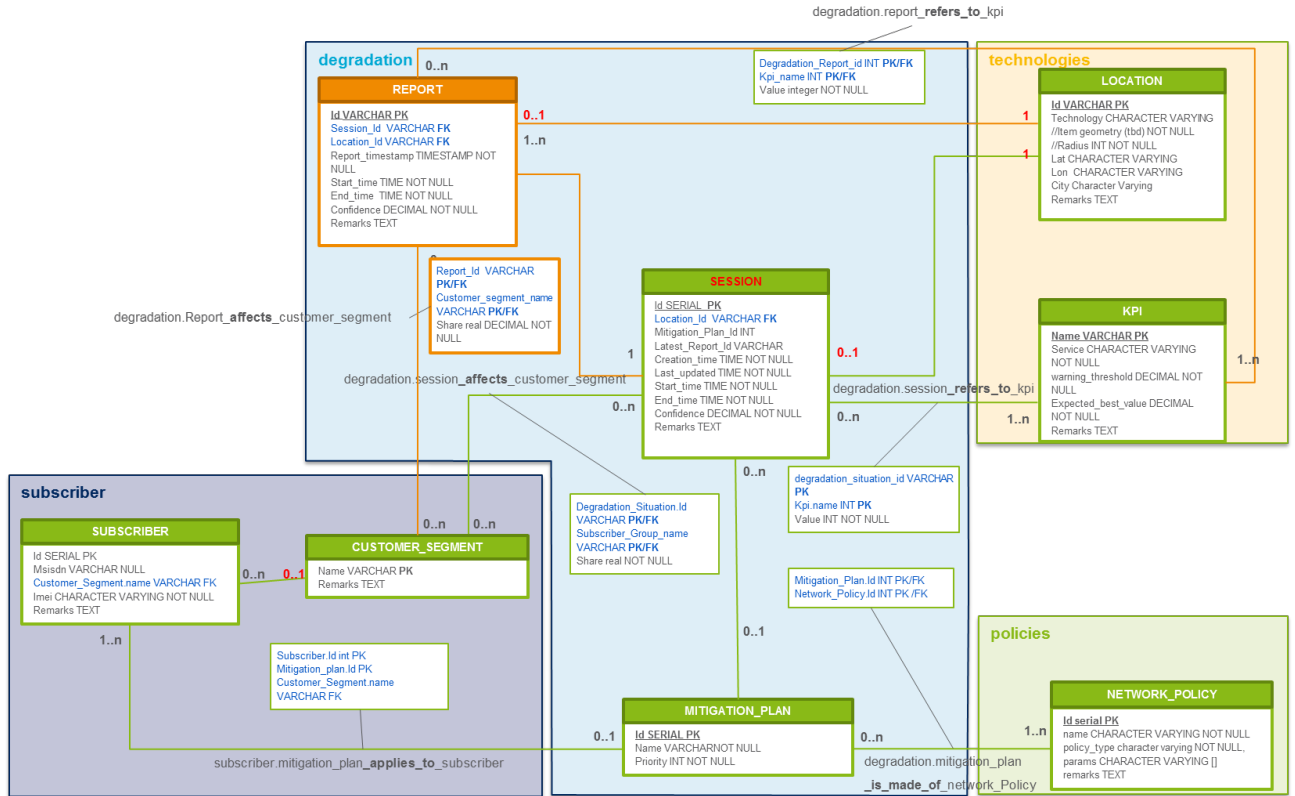 degradation.report_refers_to_kpi
degradation
technologies
0..n
REPORT
Id VARCHAR PK
Session_Id VARCHAR FK
Location_Id VARCHAR FK
Report_timestamp TIMESTAMP NOT
NULL
Start_time TIME NOT NULL
End_time TIME NOT NULL
Confidence DECIMAL NOT NULL
Remarks TEXT
0..1
1..n
Degradation_Report_id INT PK/FK
Kpi_name INT PK/FK
Value integer NOT NULL
1
1
LOCATION
Id VARCHAR PK
Technology CHARACTER VARYING
//Item geometry (tbd) NOT NULL
//Radius INT NOT NULL
Lat CHARACTER VARYING
Lon CHARACTER VARYING
City Character Varying
Remarks TEXT
Report_Id VARCHAR
PK/FK
Customer_segment_name
VARCHAR PK/FK
Share real DECIMAL NOT
NULL
degradation.Report_affects_customer_segment
SESSION
Id SERIAL PK
Location_Id VARCHAR FK
Mitigation_Plan_Id INT
Latest_Report_Id VARCHAR
Creation_time TIME NOT NULL
Last_updated TIME NOT NULL
Start_time TIME NOT NULL
End_time TIME NOT NULL
Confidence DECIMAL NOT NULL
Remarks TEXT
1
0..1
degradation.session_affects_customer_segment
0..n
degradation.session_refers_to_kpi
0..n
1..n
KPI
Name VARCHAR PK
Service CHARACTER VARYING
NOT NULL
warning_threshold DECIMAL NOT
NULL
Expected_best_value DECIMAL
NOT NULL
Remarks TEXT
1..n
0..n
degradation_situation_id VARCHAR
PK
Kpi.name INT PK
Value INT NOT NULL
Degradation_Situation.Id
VARCHAR PK/FK
Subscriber_Group_name
VARCHAR PK/FK
Share real NOT NULL
subscriber
SUBSCRIBER
Id SERIAL PK
Msisdn VARCHAR NULL
Customer_Segment.name VARCHAR FK
Imei CHARACTER VARYING NOT NULL
Remarks TEXT
0..n
0..1
0..n
0..n
CUSTOMER_SEGMENT
Name VARCHAR PK
Remarks TEXT
Mitigation_Plan.Id INT PK/FK
Network_Policy.Id INT PK /FK
1..n
0..1
Subscriber.Id int PK
Mitigation_plan.Id PK
Customer_Segment.name
VARCHAR FK
policies
MITIGATION_PLAN
Id SERIAL PK
Name VARCHARNOT NULL
Priority INT NOT NULL
0..1
0..n
1..n
NETWORK_POLICY
Id serial PK
name CHARACTER VARYING NOT NULL
policy_type character varying NOT NULL,
params CHARACTER VARYING []
remarks TEXT
subscriber.mitigation_plan_applies_to_subscriber
degradation.mitigation_plan
_is_made_of_network_Policy